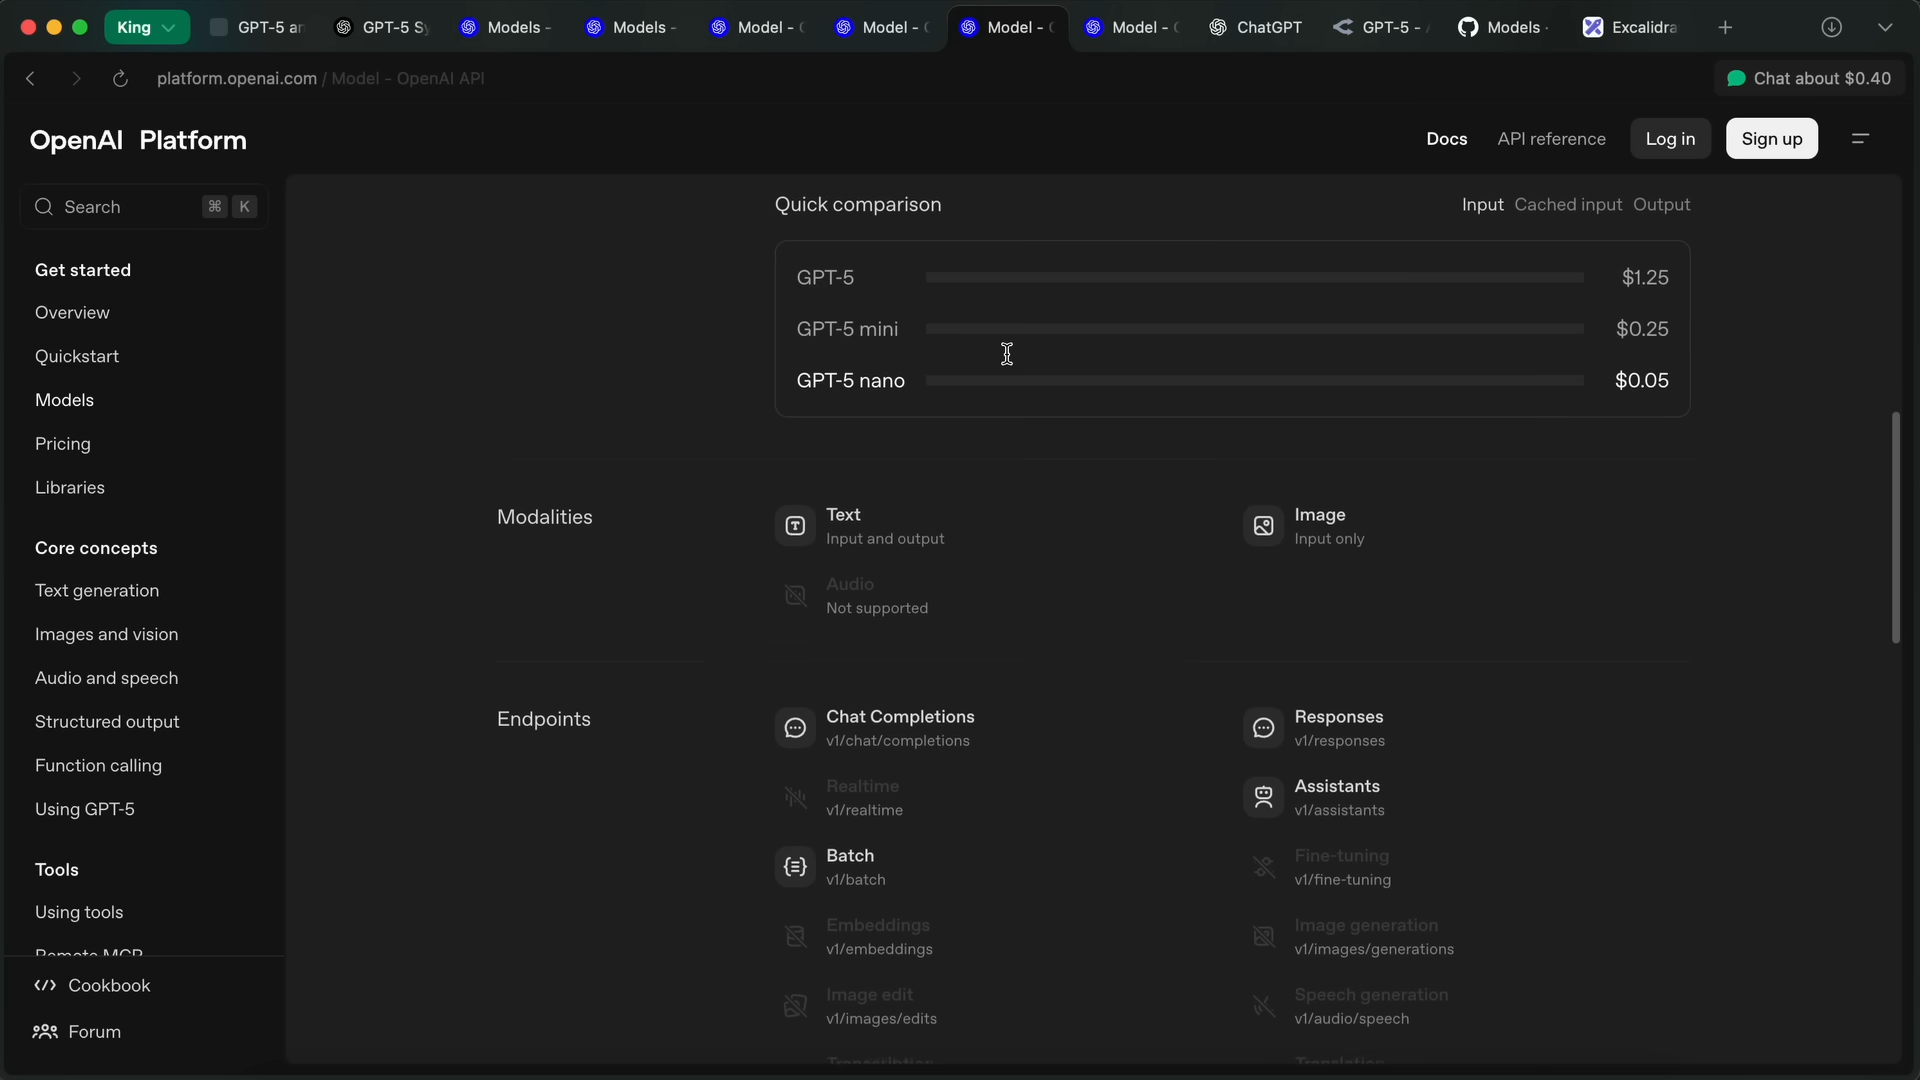 King
GPT-5 an
GPT-5 Sy
Models -
Models -
Model - (
Model - (
Model - (
Model - (
ChatGPT
GPT-5 - /
Models ·
Excalidra
platform.openai.com / Model - OpenAI API
Chat about $0.40
OpenAI Platform
Docs
API reference
Log in
Sign up
Search
⌘ K
Get started
Overview
Quickstart
Models
Pricing
Libraries
Core concepts
Text generation
Images and vision
Audio and speech
Structured output
Function calling
Using GPT-5
Tools
Using tools
Remote MCP
Cookbook
Forum
Quick comparison
Input Cached input Output
GPT-5 $1.25
GPT-5 mini $0.25
GPT-5 nano $0.05
Modalities
Text
Input and output
Image
Input only
Audio
Not supported
Endpoints
Chat Completions
v1/chat/completions
Responses
v1/responses
Realtime
v1/realtime
Assistants
v1/assistants
Batch
v1/batch
Fine-tuning
v1/fine-tuning
Embeddings
v1/embeddings
Image generation
v1/images/generations
Image edit
v1/images/edits
Speech generation
v1/audio/speech
Transcription
Translation